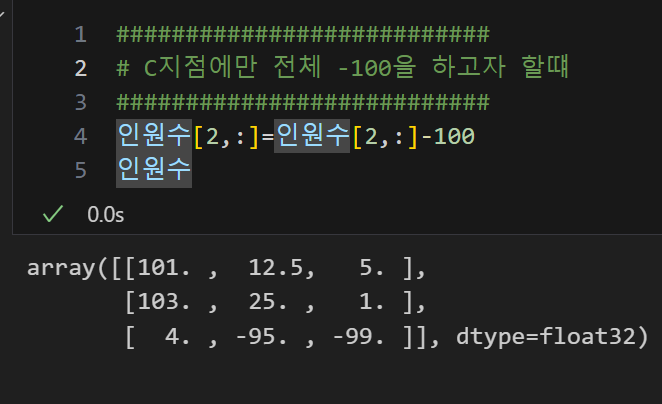 1 ###########################
2 # C지점에만 전체 -100을 하고자 할떄
3 ###########################
4 인원수[2,:]=인원수[2,:]-100
5 인원수
0.0s
array([[101. ,  12.5,   5. ],
       [103. ,  25. ,   1. ],
       [  4. , -95. , -99. ]], dtype=float32)